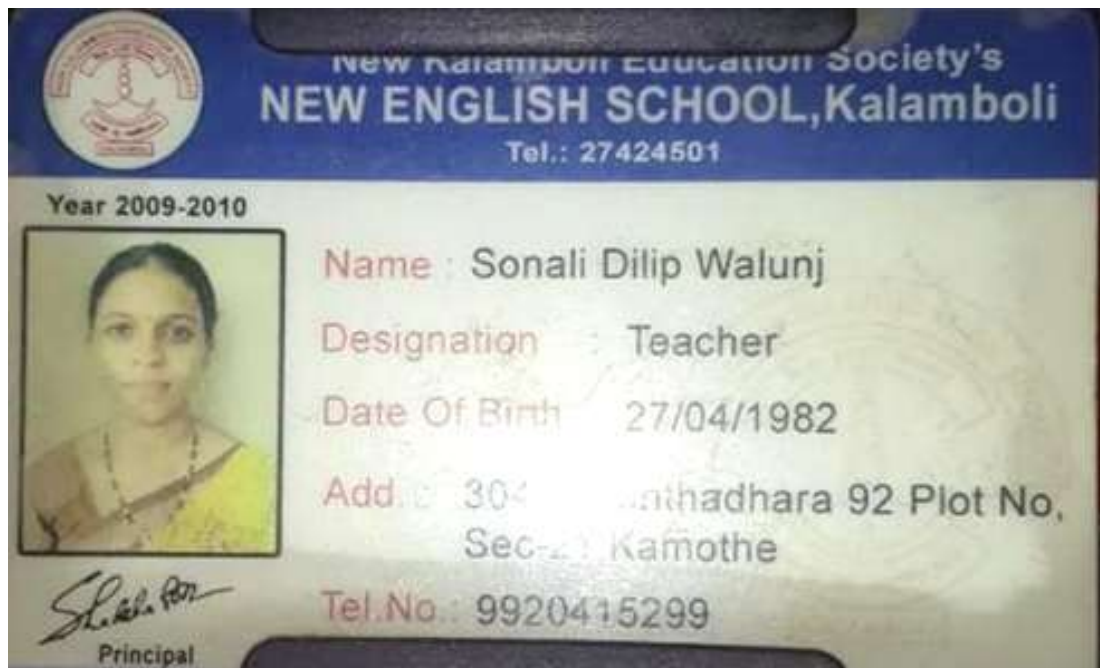 New Kalamboli Education Society's
NEW ENGLISH SCHOOL,Kalamboli
Tel.: 27424501
Year 2009-2010
Name : Sonali Dilip Walunj
Designation : Teacher
Date Of Birth 27/04/1982
Add. 92 Plot No,
Kamothe
Tel.No.: 9920415299
Principal